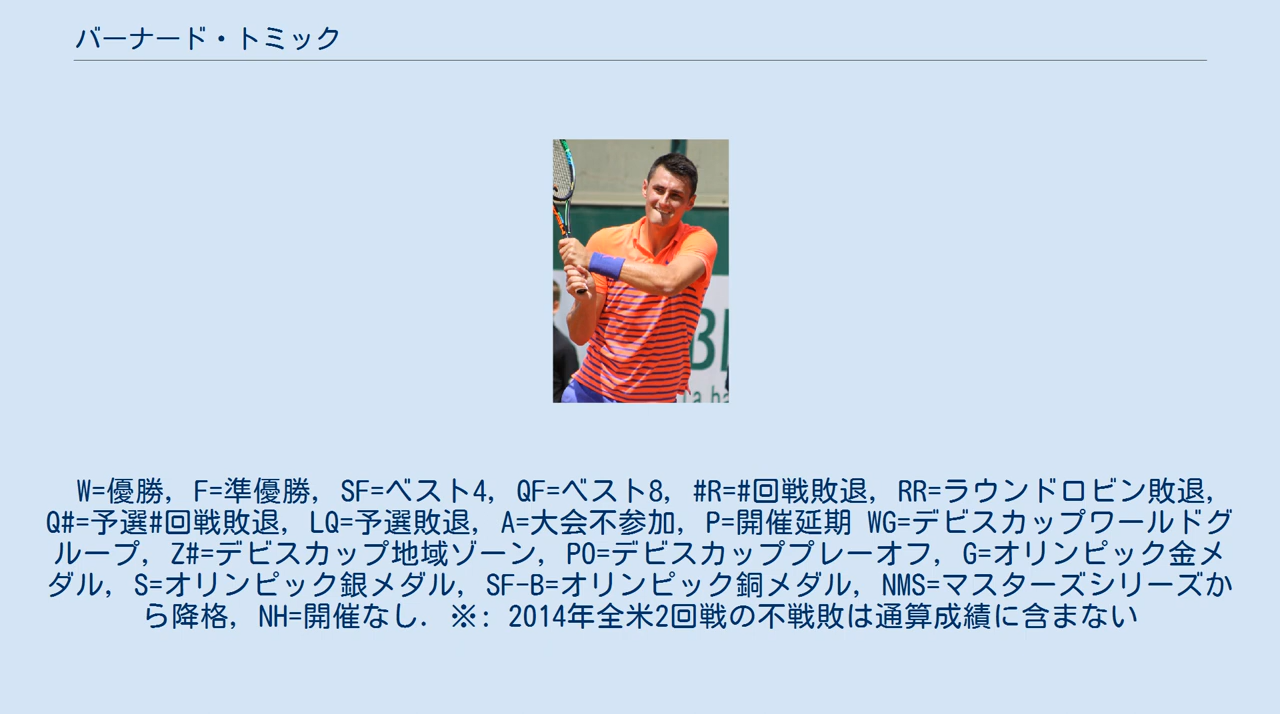 バーナード・トミック
W=優勝, F=準優勝, SF=ベスト4, QF=ベスト8, #R=#回戦敗退, RR=ラウンドロビン敗退,
Q#=予選#回戦敗退, LQ=予選敗退, A=大会不参加, P=開催延期 WG=デビスカップワールドグ
ループ, Z#=デビスカップ地域ゾーン, PO=デビスカッププレーオフ, G=オリンピック金メ
ダル, S=オリンピック銀メダル, SF-B=オリンピック銅メダル, NMS=マスターズシリーズか
ら降格, NH=開催なし. ※: 2014年全米2回戦の不戦敗は通算成績に含まない